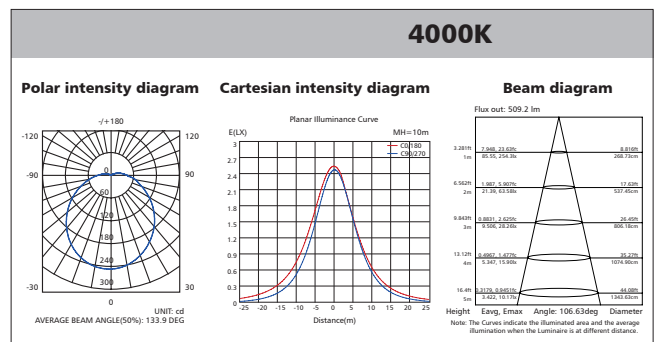 4000K
Polar intensity diagram
Cartesian intensity diagram
Beam diagram
-/+180
-120
120
-90
90
0
60
120
180
240
300
-30
30
0
UNIT: cd
AVERAGE BEAM ANGLE(50%): 133.9 DEG
Planar Illuminance Curve
E(LX)
MH=10m
C0/180
C90/270
3
2.7
2.4
2.1
1.8
1.5
1.2
0.9
0.6
0.3
0
-25 -20 -15 -10 -5 0 5 10 15 20 25
Distance(m)
Flux out: 509.2 lm
3.281ft 7.948, 23.63fc 8.816ft
1m 85.55, 254.3lx 268.73cm
6.562ft 1.987, 5.907fc 17.63ft
2m 21.39, 63.58lx 537.45cm
9.843ft 0.8831, 2.625fc 26.45ft
3m 9.506, 28.26lx 806.18cm
13.12ft 0.4967, 1.477fc 35.27ft
4m 5.347, 15.90lx 1074.90cm
16.4ft 0.3179, 0.9451fc 44.08ft
5m 3.422, 10.17lx 1343.63cm
Height Eavg, Emax Angle: 106.63deg Diameter
Note: The Curves indicate the illuminated area and the average
illumination when the Luminaire is at different distance.